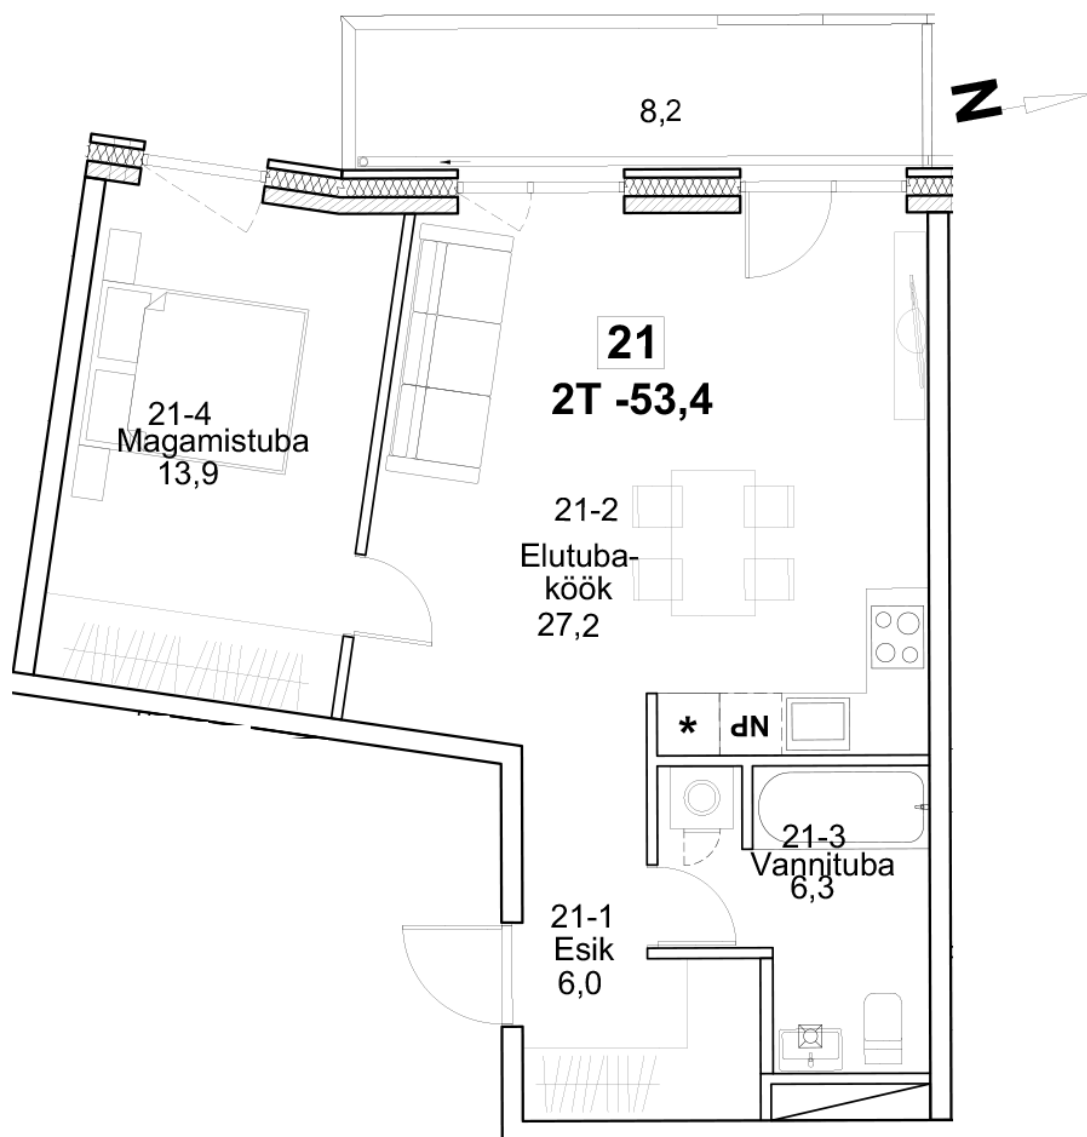 8,2
N
21
2T -53,4
21-4
Magamistuba
13,9
21-2
Elutuba-
köök
27,2
* NP
21-3
Vannituba
6,3
21-1
Esik
6,0